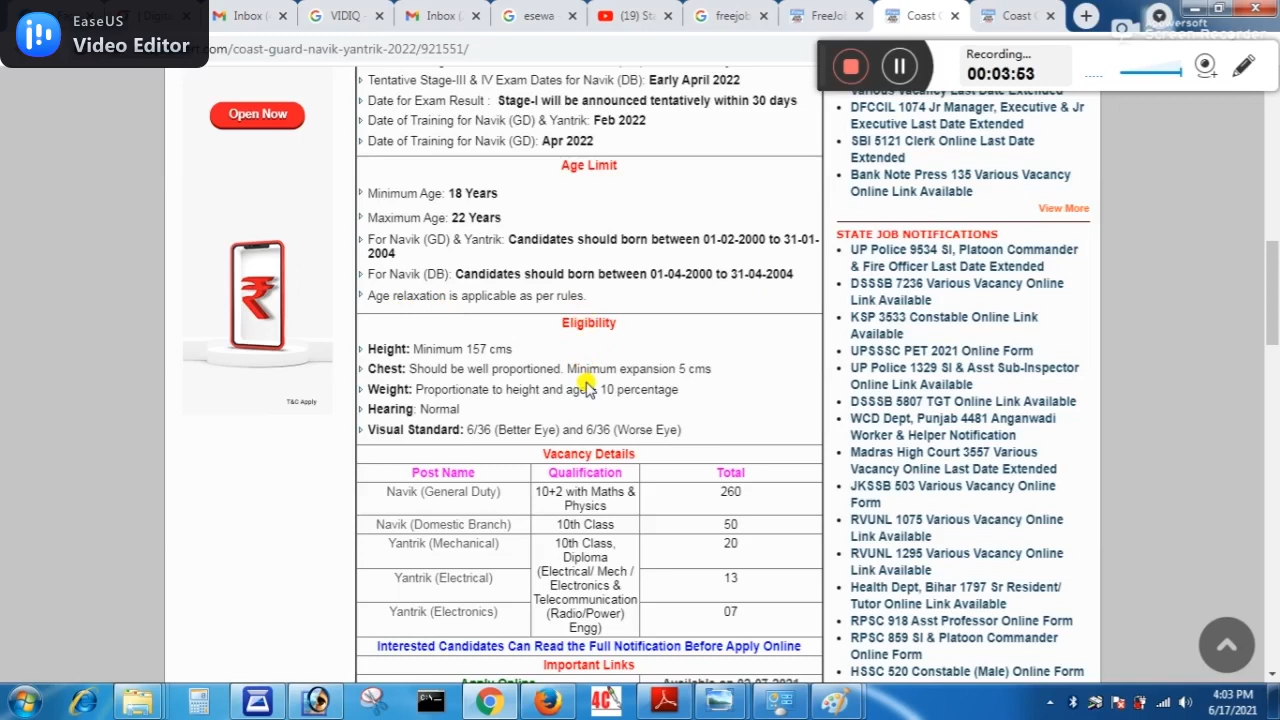 EaseUS
Video Editor
Inbox (
VIDIQ -
Inbox (
esewa
(19) St
freejob
FreeJob
Coast G
Coast G
.com/coast-guard-navik-yantrik-2022/921551/
Apowersoft
Screen Recorder
Recording...
00:03:53
Open Now
T&C Apply
Tentative Stage-III & IV Exam Dates for Navik (DB): Early April 2022
Date for Exam Result : Stage-I will be announced tentatively within 30 days
Date of Training for Navik (GD) & Yantrik: Feb 2022
Date of Training for Navik (GD): Apr 2022
Age Limit
Minimum Age: 18 Years
Maximum Age: 22 Years
For Navik (GD) & Yantrik: Candidates should born between 01-02-2000 to 31-01-
2004
For Navik (DB): Candidates should born between 01-04-2000 to 31-04-2004
Age relaxation is applicable as per rules.
Eligibility
Height: Minimum 157 cms
Chest: Should be well proportioned. Minimum expansion 5 cms
Weight: Proportionate to height and age 10 percentage
Hearing: Normal
Visual Standard: 6/36 (Better Eye) and 6/36 (Worse Eye)
Vacancy Details
Post Name Qualification Total
Navik (General Duty) 10+2 with Maths & 260
Physics
Navik (Domestic Branch) 10th Class 50
Yantrik (Mechanical) 10th Class, 20
Diploma
(Electrical/ Mech /
Yantrik (Electrical) 13
Electronics &
Telecommunication
Yantrik (Electronics) (Radio/Power) 07
Engg)
Interested Candidates Can Read the Full Notification Before Apply Online
Important Links
Apply Online Available on 02-07-2021
Various Vacancy Last Date Extended
DFCCIL 1074 Jr Manager, Executive & Jr
Executive Last Date Extended
SBI 5121 Clerk Online Last Date
Extended
Bank Note Press 135 Various Vacancy
Online Link Available
View More
STATE JOB NOTIFICATIONS
UP Police 9534 SI, Platoon Commander
& Fire Officer Last Date Extended
DSSSB 7236 Various Vacancy Online
Link Available
KSP 3533 Constable Online Link
Available
UPSSSC PET 2021 Online Form
UP Police 1329 SI & Asst Sub-Inspector
Online Link Available
DSSSB 5807 TGT Online Link Available
WCD Dept, Punjab 4481 Anganwadi
Worker & Helper Notification
Madras High Court 3557 Various
Vacancy Online Last Date Extended
JKSSB 503 Various Vacancy Online
Form
RVUNL 1075 Various Vacancy Online
Link Available
RVUNL 1295 Various Vacancy Online
Link Available
Health Dept, Bihar 1797 Sr Resident/
Tutor Online Link Available
RPSC 918 Asst Professor Online Form
RPSC 859 SI & Platoon Commander
Online Form
HSSC 520 Constable (Male) Online Form
4:03 PM
6/17/2021